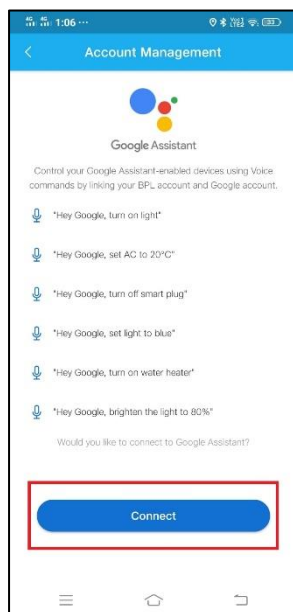 4G 4G 1:06 ···
Account Management
Google Assistant
Control your Google Assistant-enabled devices using Voice
commands by linking your BPL account and Google account.
"Hey Google, turn on light"
"Hey Google, set AC to 20°C"
"Hey Google, turn off smart plug"
"Hey Google, set light to blue"
"Hey Google, turn on water heater"
"Hey Google, brighten the light to 80%"
Would you like to connect to Google Assistant?
Connect